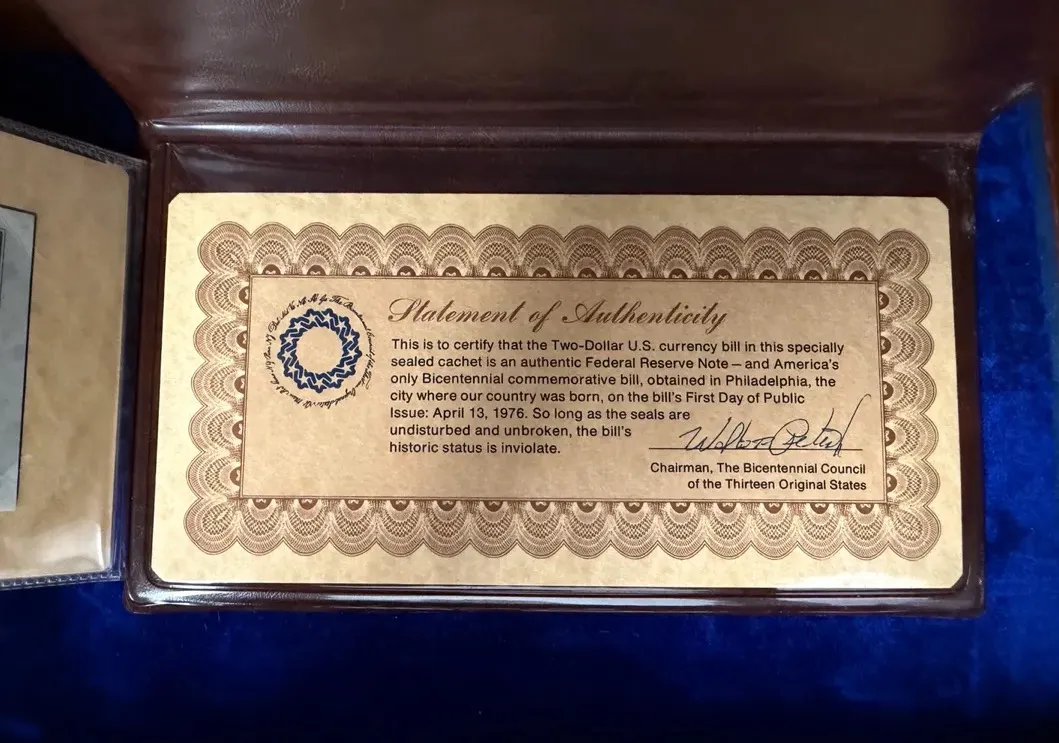 Statement of Authenticity
This is to certify that the Two-Dollar U.S. currency bill in this specially
sealed cachet is an authentic Federal Reserve Note — and America's
only Bicentennial commemorative bill, obtained in Philadelphia, the
city where our country was born, on the bill's First Day of Public
Issue: April 13, 1976. So long as the seals are
undisturbed and unbroken, the bill's
historic status is inviolate.
Chairman, The Bicentennial Council
of the Thirteen Original States